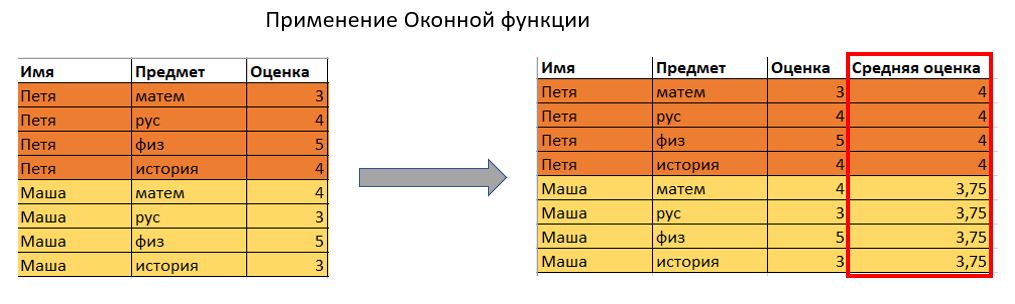 Применение Оконной функции
Имя Предмет Оценка
Петя матем 3
Петя рус 4
Петя физ 5
Петя история 4
Маша матем 4
Маша рус 3
Маша физ 5
Маша история 3
Имя Предмет Оценка Средняя оценка
Петя матем 3 4
Петя рус 4 4
Петя физ 5 4
Петя история 4 4
Маша матем 4 3,75
Маша рус 3 3,75
Маша физ 5 3,75
Маша история 3 3,75